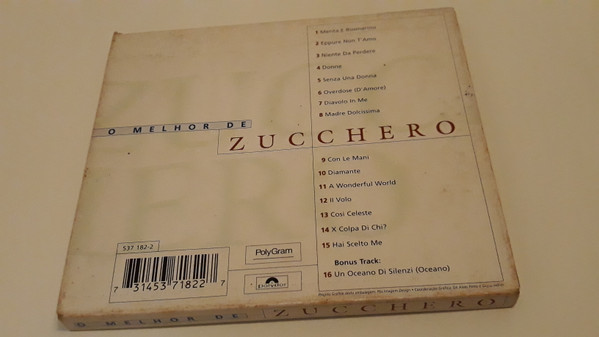 1 Menta E Rosmarino
2 Eppure Non T'Amo
3 Niente Da Perdere
4 Donne
5 Senza Una Donna
6 Overdose (D'Amore)
7 Diavolo In Me
8 Madre Dolcissima
O MELHOR DE
ZUCCHERO
9 Con Le Mani
10 Diamante
11 A Wonderful World
12 Il Volo
13 Cosi Celeste
14 X Colpa Di Chi?
15 Hai Scelto Me
Bonus Track:
16 Un Oceano Di Silenzi (Oceano)
537 182-2
PolyGram
7 31453 71822 7
Polydor
O MELHOR DE ZUCCHERO